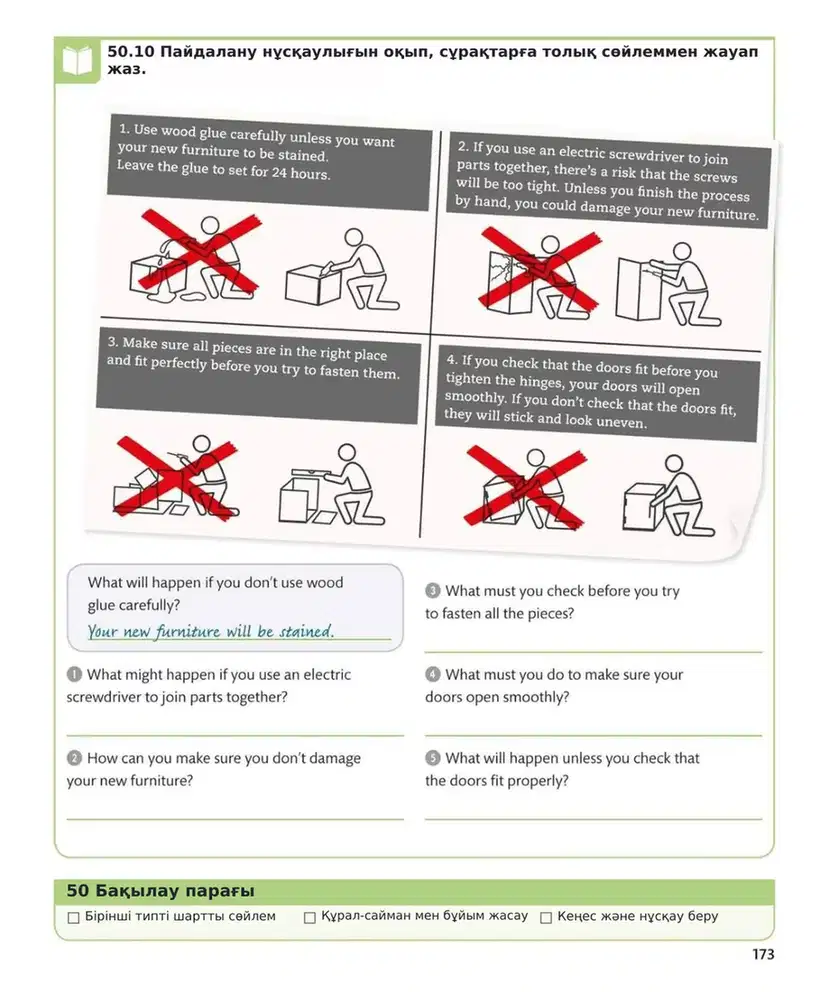 50.10 Пайдалану нұсқаулығын оқып, сұрақтарға толық сөйлеммен жауап
жаз.
1. Use wood glue carefully unless you want
your new furniture to be stained.
Leave the glue to set for 24 hours.
2. If you use an electric screwdriver to join
parts together, there's a risk that the screws
will be too tight. Unless you finish the process
by hand, you could damage your new furniture.
3. Make sure all pieces are in the right place
and fit perfectly before you try to fasten them.
4. If you check that the doors fit before you
tighten the hinges, your doors will open
smoothly. If you don't check that the doors fit,
they will stick and look uneven.
What will happen if you don't use wood
glue carefully?
Your new furniture will be stained.
1 What might happen if you use an electric
screwdriver to join parts together?
2 How can you make sure you don't damage
your new furniture?
3 What must you check before you try
to fasten all the pieces?
4 What must you do to make sure your
doors open smoothly?
5 What will happen unless you check that
the doors fit properly?
50 Бақылау парағы
Бірінші типті шартты сөйлем
Құрал-сайман мен бұйым жасау
Кеңес және нұсқау беру
173